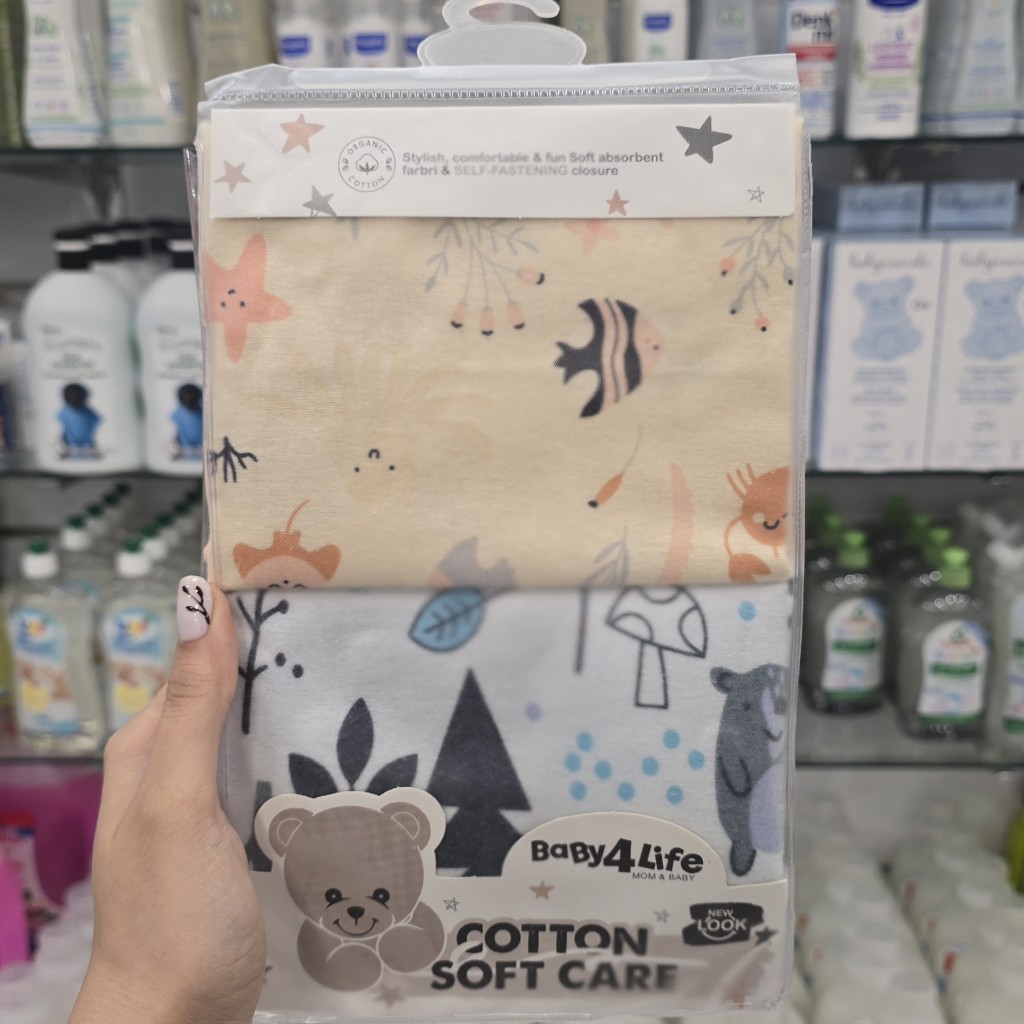 ORGANIC
COTTON
Stylish, comfortable & fun Soft absorbent
farbri & SELF-FASTENING closure
BaBy4Life
MOM & BABY
NEW
LOOK
COTTON
SOFT CARE